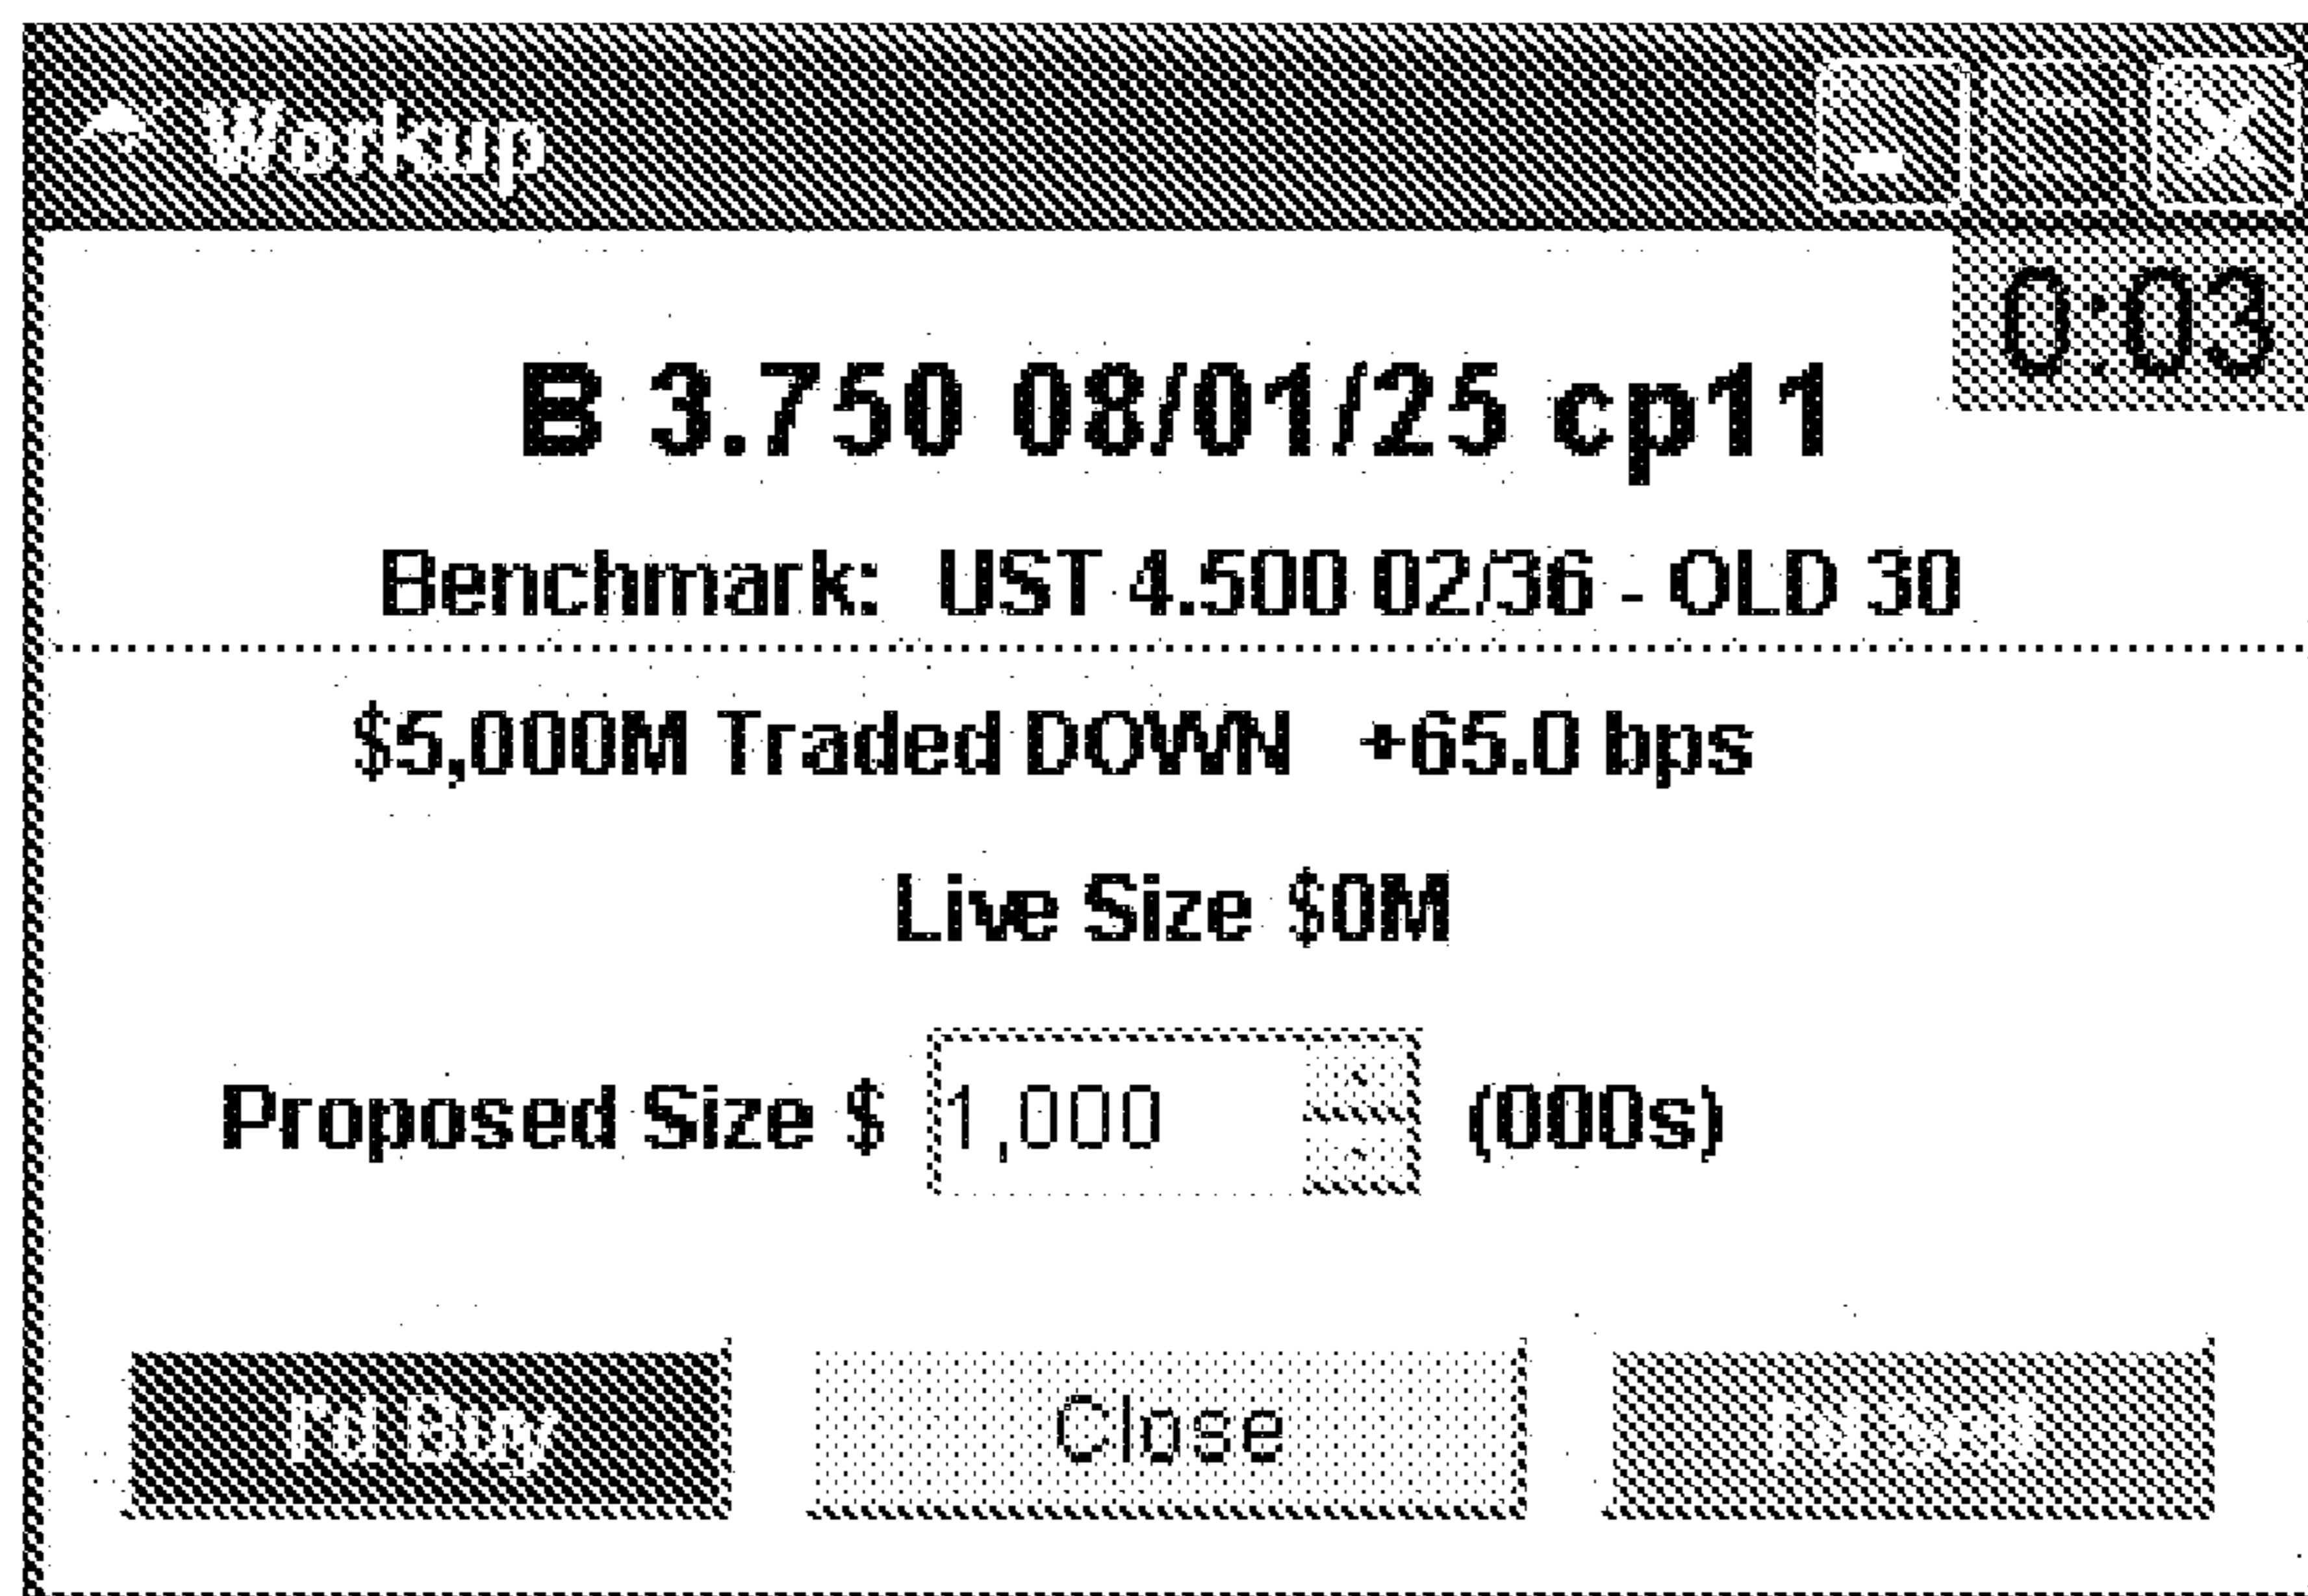 Workup
0:03
B 3.750 08/01/25 cp11
Benchmark: UST 4.500 02/36 - OLD 30
$5,000M Traded DOWN +65.0 bps
Live Size $0M
Proposed Size $ 1,000 (000s)
I'd Buy Close I'd